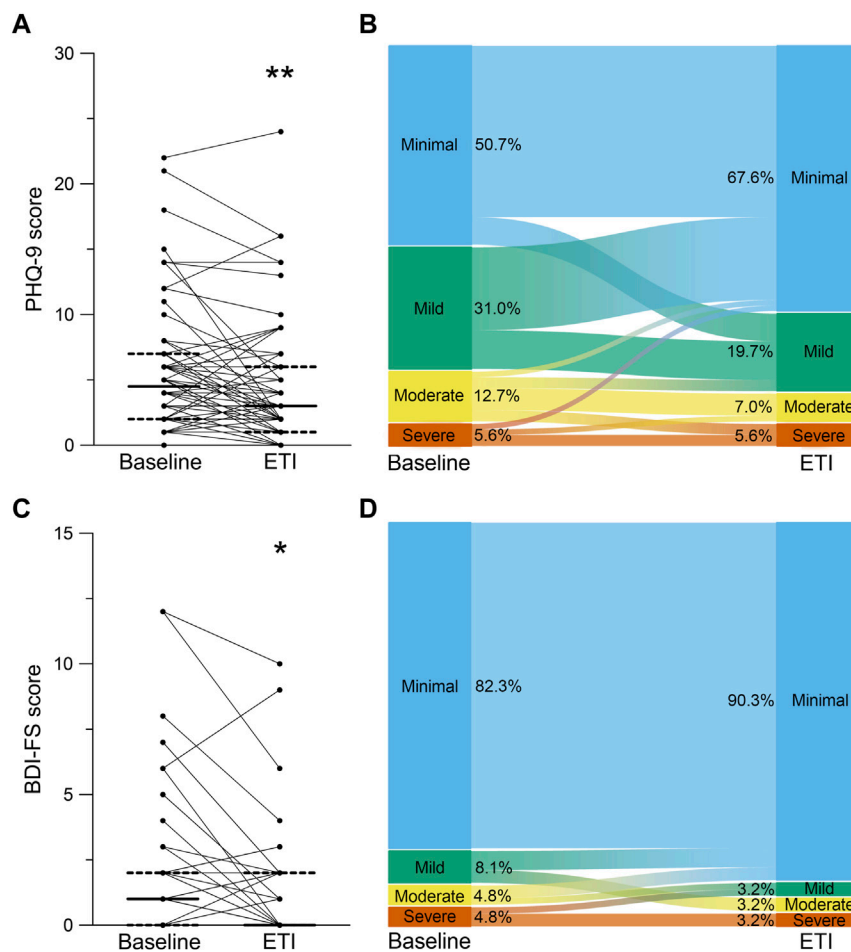 A
B
30
20
10
0
PHQ-9 score
**
Baseline
ETI
Minimal
50.7%
67.6%
Minimal
Mild
31.0%
19.7%
Mild
Moderate
12.7%
7.0%
Moderate
Severe
5.6%
5.6%
Severe
Baseline
ETI
C
D
15
10
5
0
BDI-FS score
*
Baseline
ETI
Minimal
82.3%
90.3%
Minimal
Mild
8.1%
3.2%
Mild
Moderate
4.8%
3.2%
Moderate
Severe
4.8%
3.2%
Severe
Baseline
ETI